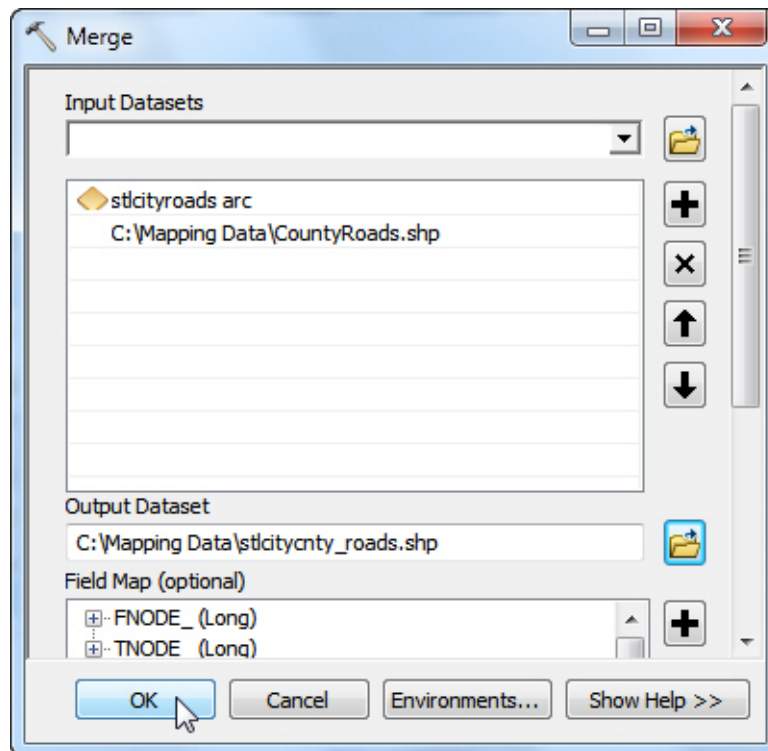 Merge
Input Datasets
stlcityroads arc
C:\Mapping Data\CountyRoads.shp
Output Dataset
C:\Mapping Data\stlcitycnty_roads.shp
Field Map (optional)
FNODE_ (Long)
TNODE_ (Long)
OK Cancel Environments... Show Help >>